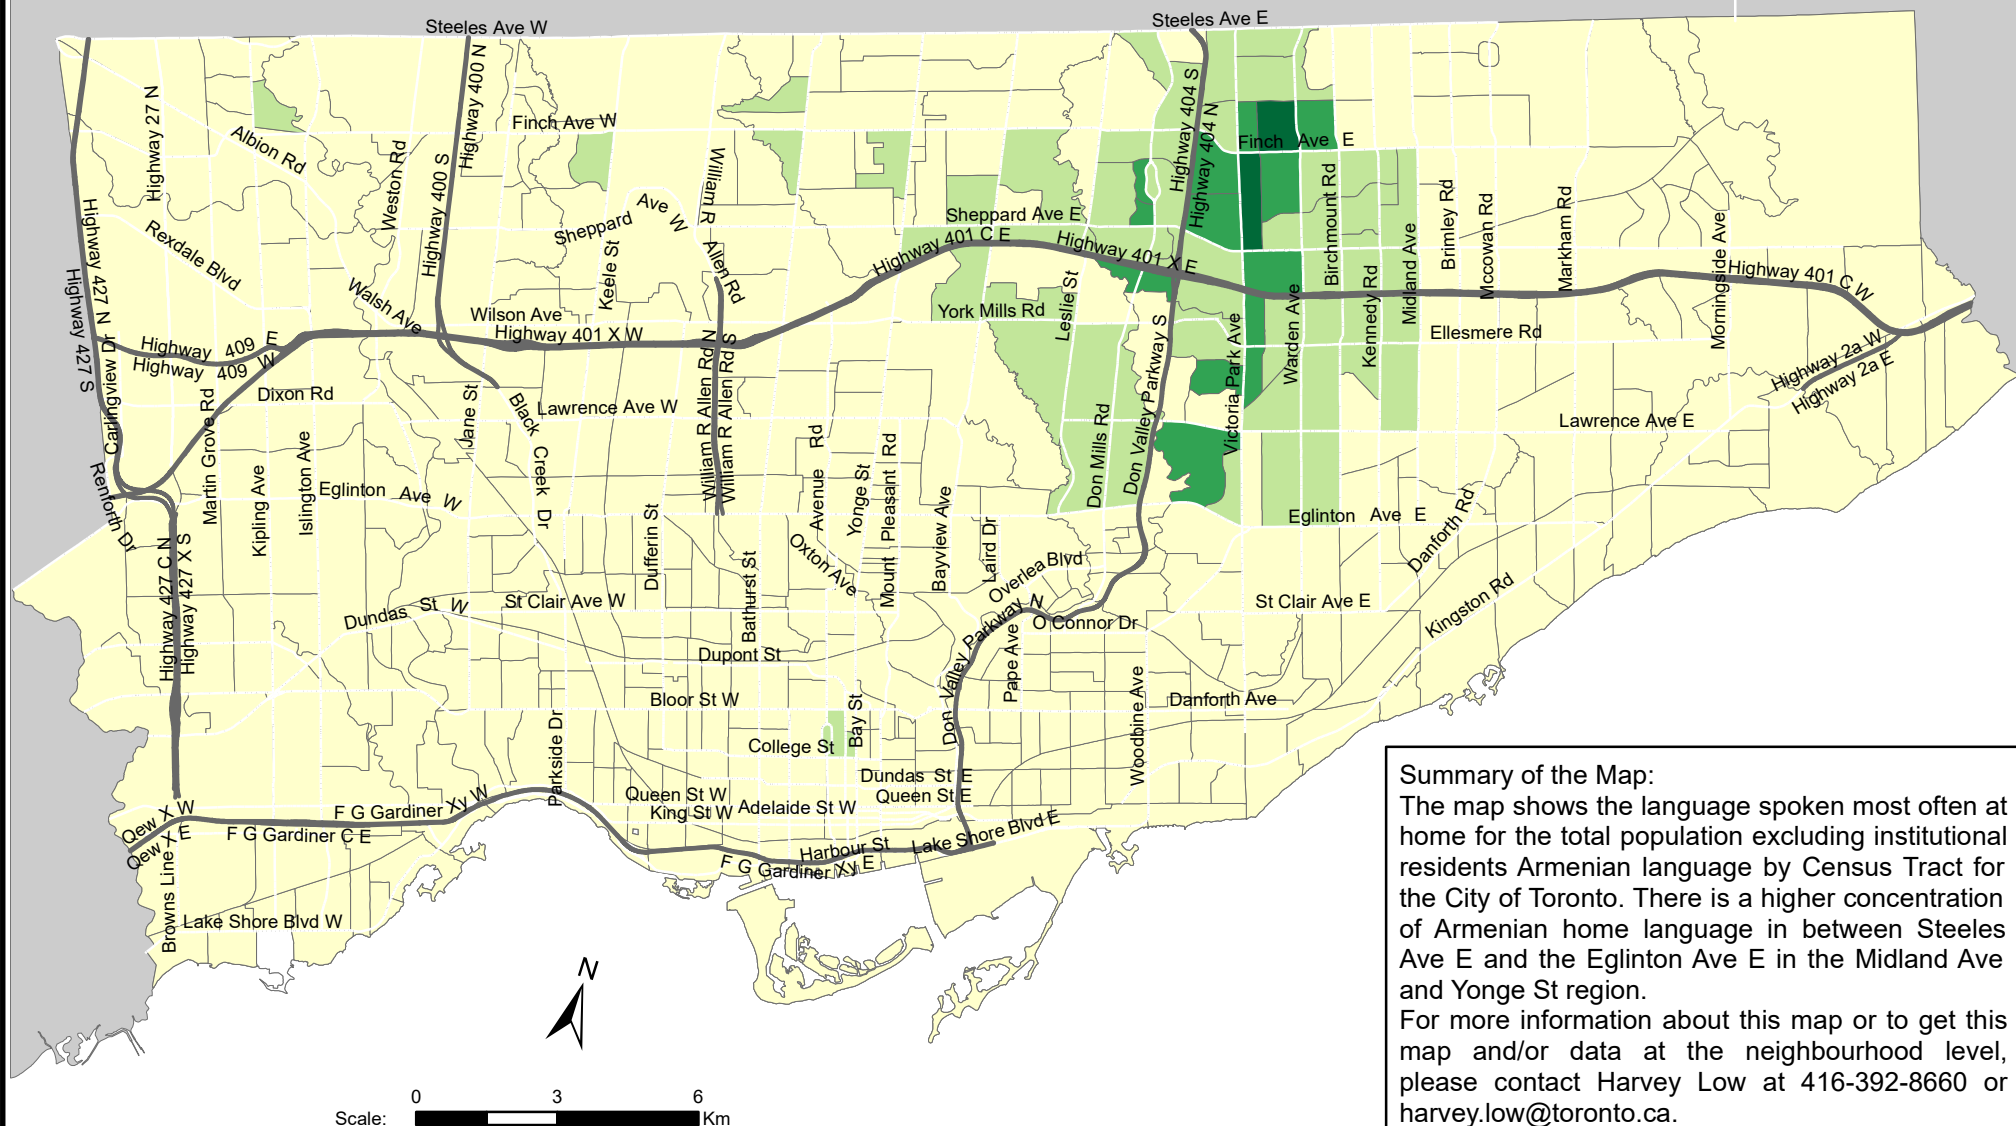 Steeles Ave W
Steeles Ave E
Highway 27 N
Albion Rd
Weston Rd
Highway 400 N
Highway 400 S
Finch Ave W
William R Allen Rd
Sheppard Ave W
Keele St
Highway 404 S
Highway 404 N
Finch Ave E
Birchmount Rd
Midland Ave
Brimley Rd
Mccowan Rd
Markham Rd
Morningside Ave
Sheppard Ave E
Highway 401 C E
Highway 401 X E
Highway 401 C W
Highway 427 N
Highway 427 S
Rexdale Blvd
Walsh Ave
Wilson Ave
Highway 401 X W
York Mills Rd
Leslie St
Warden Ave
Kennedy Rd
Ellesmere Rd
Highway 2a W
Highway 2a E
Highway 409 E
Highway 409 W
Carlingview Dr
Dixon Rd
Martin Grove Rd
Jane St
Black Creek Dr
Lawrence Ave W
William R Allen Rd N
William R Allen Rd S
Don Valley Parkway S
Victoria Park Ave
Lawrence Ave E
Renforth Dr
Kipling Ave
Islington Ave
Eglinton Ave W
Avenue Rd
Yonge St
Mount Pleasant Rd
Bayview Ave
Laird Dr
Don Mills Rd
Eglinton Ave E
Danforth Rd
Dufferin St
Bathurst St
Oxton Ave
Overlea Blvd
Highway 427 C N
Highway 427 X S
Dundas St W
St Clair Ave W
St Clair Ave E
Kingston Rd
Don Valley Parkway N
O Connor Dr
Pape Ave
Dupont St
Bloor St W
Bay St
Woodbine Ave
Danforth Ave
Parkside Dr
College St
Dundas St E
Queen St W
Queen St E
King St W
Adelaide St W
Qew X W
Qew X E
F G Gardiner Xy W
F G Gardiner C E
Harbour St
Lake Shore Blvd E
F G Gardiner Xy E
Browns Line
Lake Shore Blvd W
N
Scale:
0 3 6
Km
Summary of the Map:
The map shows the language spoken most often at
home for the total population excluding institutional
residents Armenian language by Census Tract for
the City of Toronto. There is a higher concentration
of Armenian home language in between Steeles
Ave E and the Eglinton Ave E in the Midland Ave
and Yonge St region.
For more information about this map or to get this
map and/or data at the neighbourhood level,
please contact Harvey Low at 416-392-8660 or
harvey.low@toronto.ca.